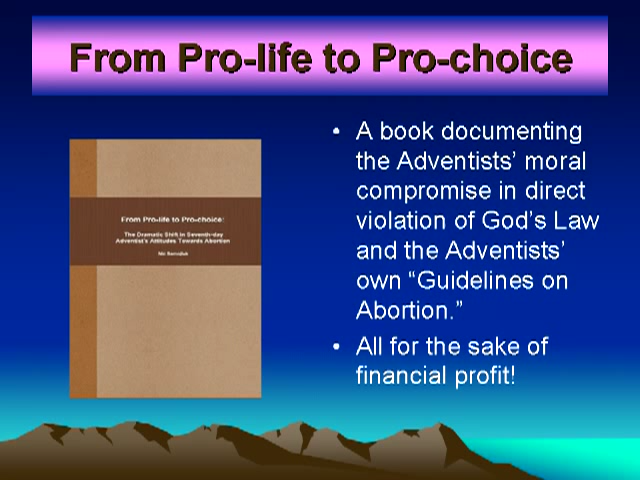 From Pro-life to Pro-choice
From Pro-life to Pro-choice:
The Dramatic Shift in Seventh-day
Adventist's Attitudes Towards Abortion
Nic Samojluk
• A book documenting
the Adventists’ moral
compromise in direct
violation of God’s Law
and the Adventists’
own “Guidelines on
Abortion.”
• All for the sake of
financial profit!